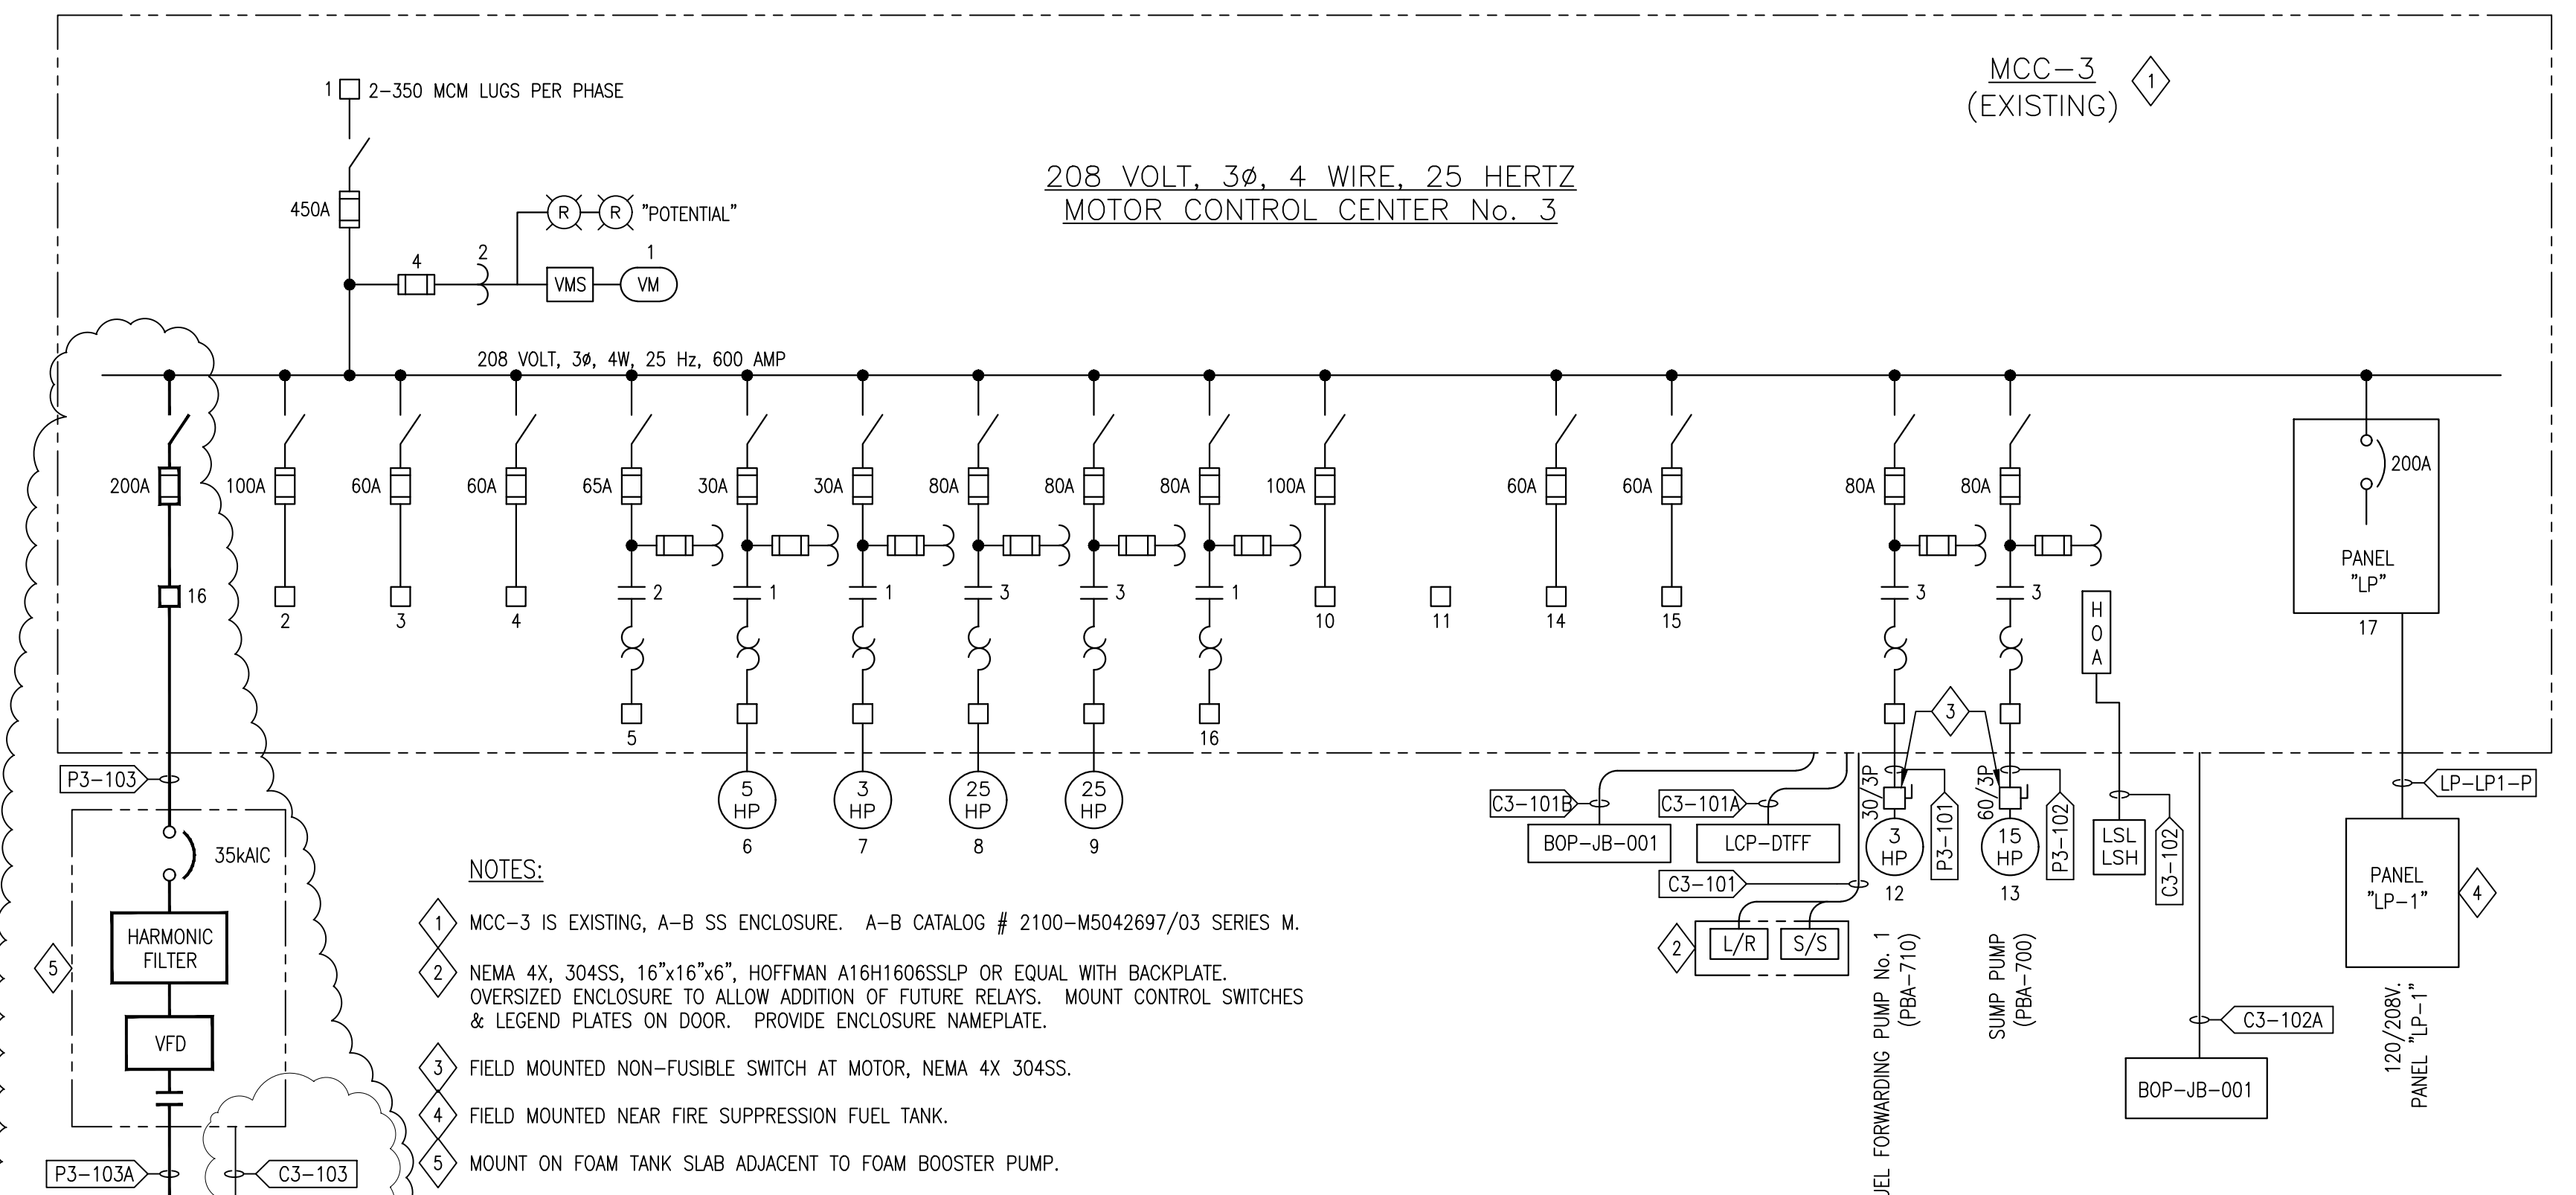 MCC-3
(EXISTING)
1
1
2-350 MCM LUGS PER PHASE
208 VOLT, 3ø, 4 WIRE, 25 HERTZ
MOTOR CONTROL CENTER No. 3
450A
R
R
"POTENTIAL"
4
2
1
VMS
VM
208 VOLT, 3ø, 4W, 25 Hz, 600 AMP
200A
100A
60A
60A
65A
30A
30A
80A
80A
80A
100A
60A
60A
80A
80A
200A
PANEL
"LP"
17
16
2
3
4
2
1
1
3
3
1
10
11
14
15
3
3
H
O
A
5
16
3
P3-103
5
HP
6
3
HP
7
25
HP
8
25
HP
9
C3-101B
BOP-JB-001
C3-101A
LCP-DTFF
C3-101
2
L/R
S/S
30/3P
3
HP
12
P3-101
60/3P
15
HP
13
P3-102
LSL
LSH
C3-102
LP-LP1-P
PANEL
"LP-1"
4
UEL FORWARDING PUMP No. 1
(PBA-710)
SUMP PUMP
(PBA-700)
C3-102A
BOP-JB-001
120/208V.
PANEL "LP-1"
35kAIC
HARMONIC
FILTER
5
VFD
P3-103A
C3-103
NOTES:
1 MCC-3 IS EXISTING, A-B SS ENCLOSURE. A-B CATALOG # 2100-M5042697/03 SERIES M.
2 NEMA 4X, 304SS, 16"x16"x6", HOFFMAN A16H1606SSLP OR EQUAL WITH BACKPLATE.
OVERSIZED ENCLOSURE TO ALLOW ADDITION OF FUTURE RELAYS. MOUNT CONTROL SWITCHES
& LEGEND PLATES ON DOOR. PROVIDE ENCLOSURE NAMEPLATE.
3 FIELD MOUNTED NON-FUSIBLE SWITCH AT MOTOR, NEMA 4X 304SS.
4 FIELD MOUNTED NEAR FIRE SUPPRESSION FUEL TANK.
5 MOUNT ON FOAM TANK SLAB ADJACENT TO FOAM BOOSTER PUMP.